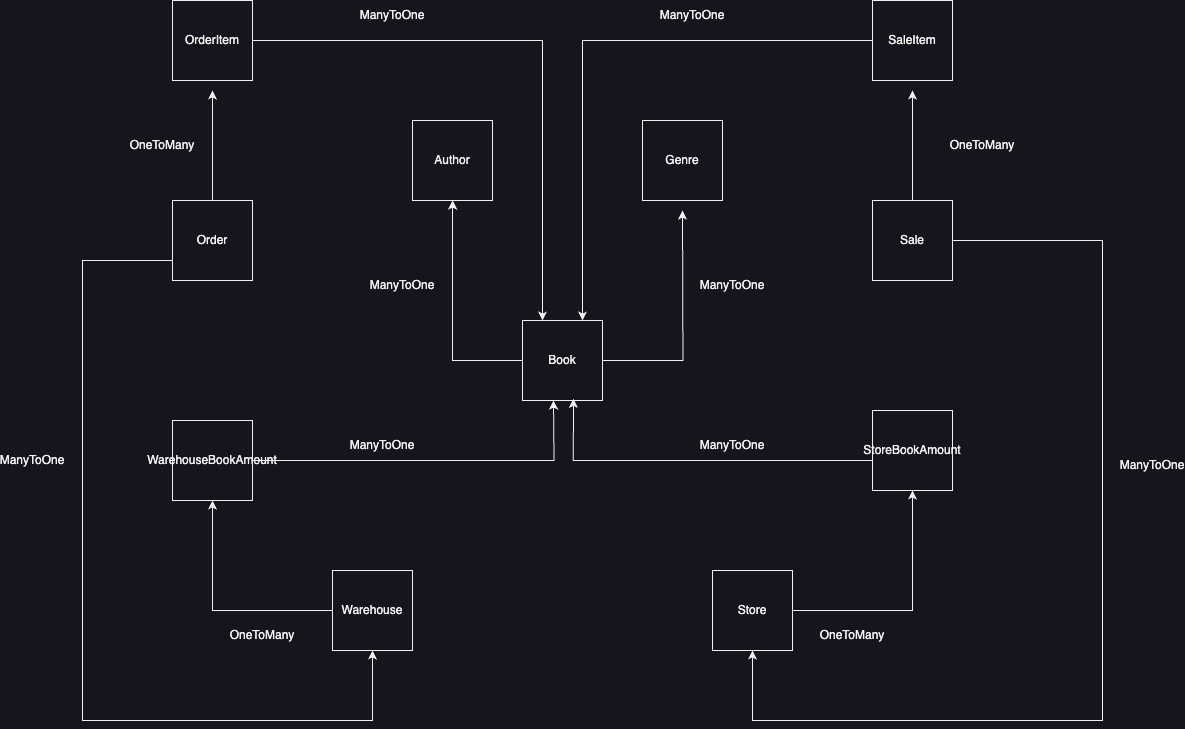 ManyToOne
ManyToOne
OrderItem
SaleItem
OneToMany
OneToMany
Author
Genre
Order
Sale
ManyToOne
ManyToOne
Book
ManyToOne
ManyToOne
StoreBookAmount
ManyToOne
WarehouseBookAmount
ManyToOne
Warehouse
Store
OneToMany
OneToMany